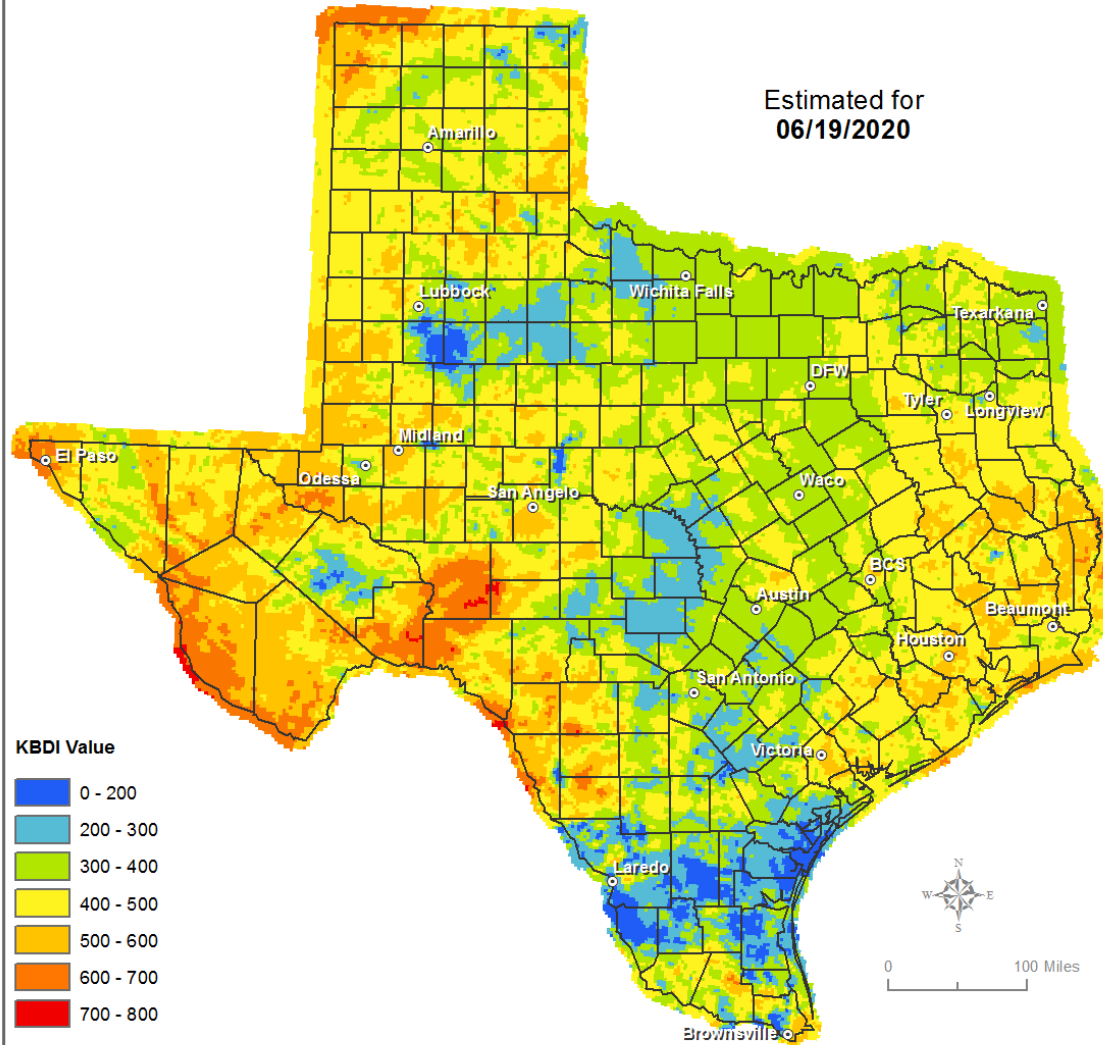 Estimated for
06/19/2020
Amarillo
Lubbock
Wichita Falls
Texarkana
DFW
Tyler
Longview
Midland
El Paso
Odessa
San Angelo
Waco
BCS
Austin
Beaumont
Houston
San Antonio
Victoria
KBDI Value
0 - 200
200 - 300
300 - 400
400 - 500
500 - 600
600 - 700
700 - 800
Laredo
N
W E
S
0 100 Miles
Brownsville